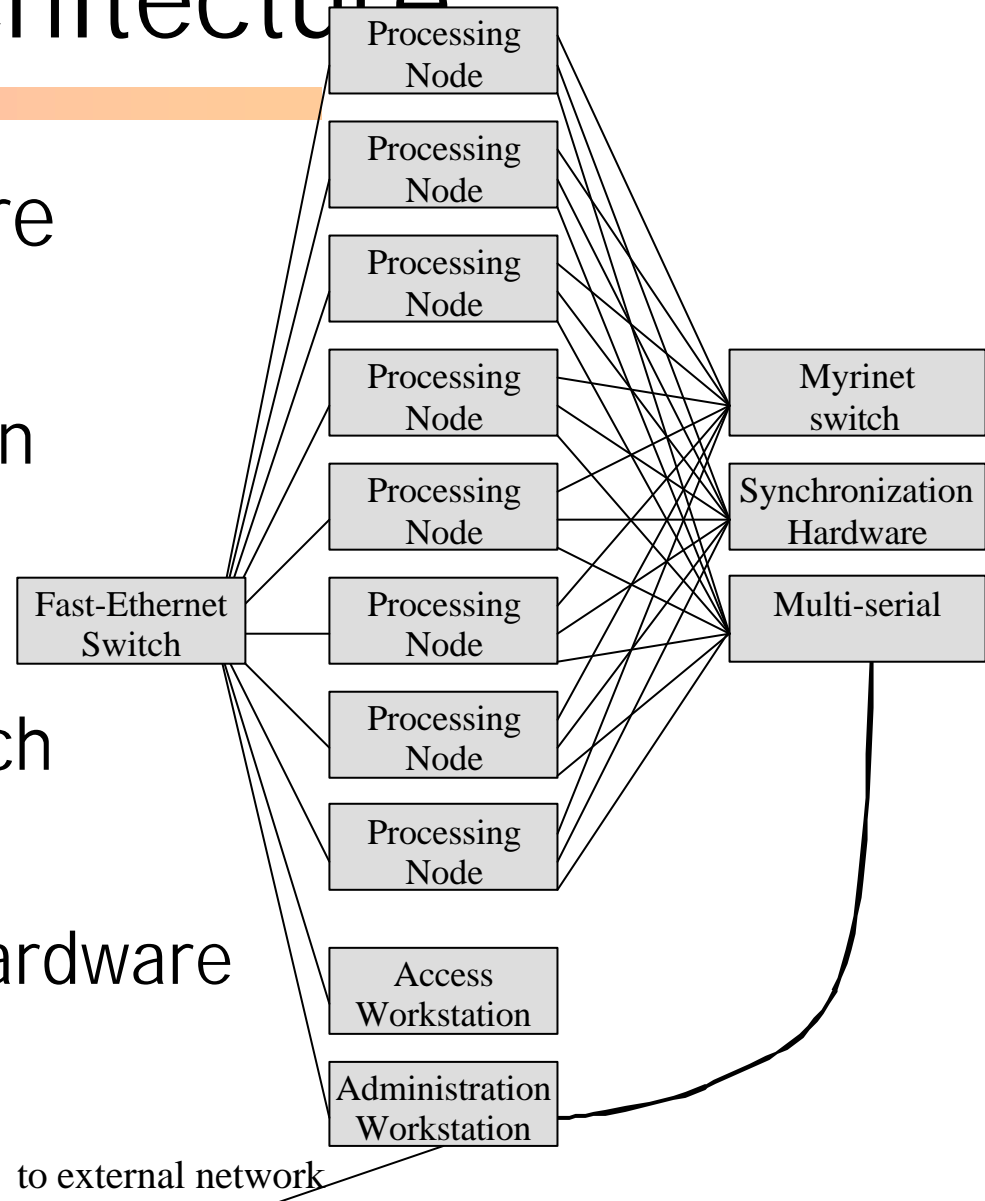 hitecture
re
n
ch
ardware
Processing
Node
Processing
Node
Processing
Node
Processing
Node
Processing
Node
Processing
Node
Processing
Node
Processing
Node
Fast-Ethernet
Switch
Myrinet
switch
Synchronization
Hardware
Multi-serial
Access
Workstation
Administration
Workstation
to external network